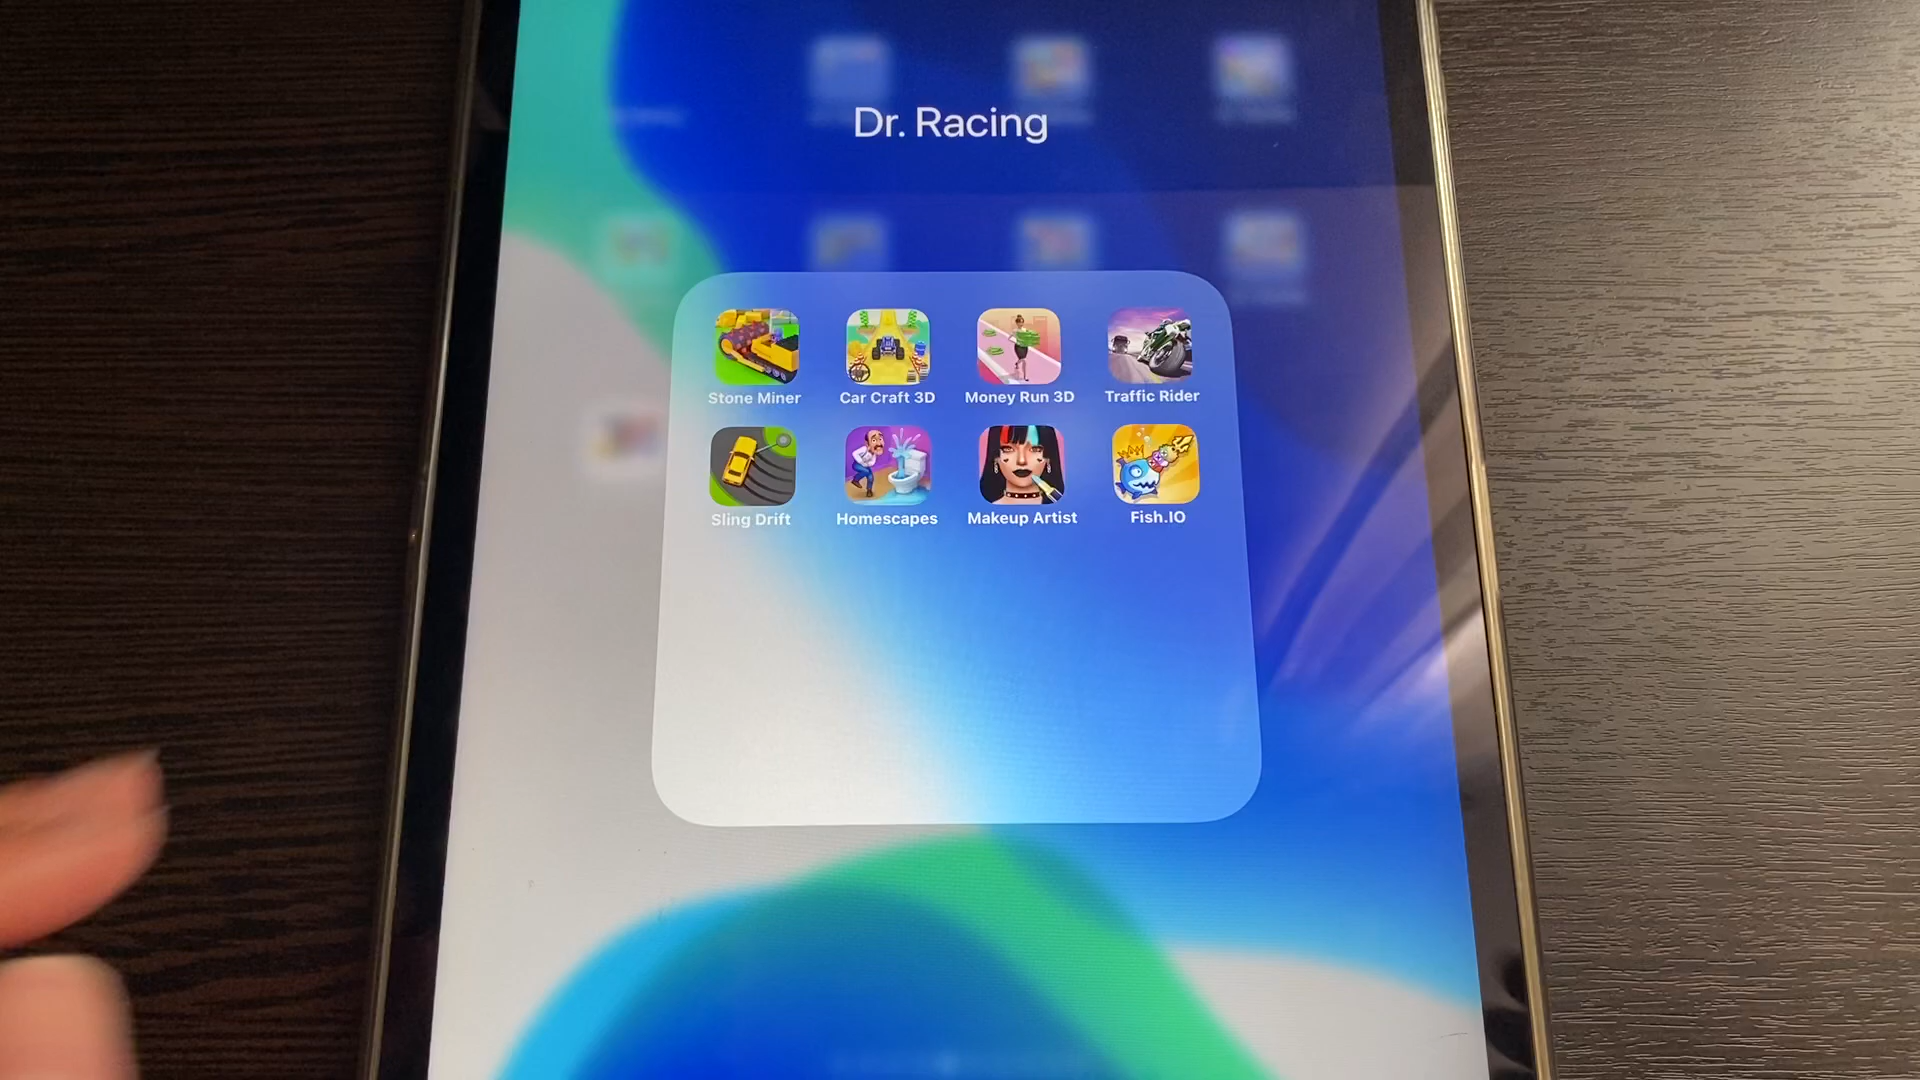 Dr. Racing
Stone Miner
Car Craft 3D
Money Run 3D
Traffic Rider
Sling Drift
Homescapes
Makeup Artist
Fish.IO